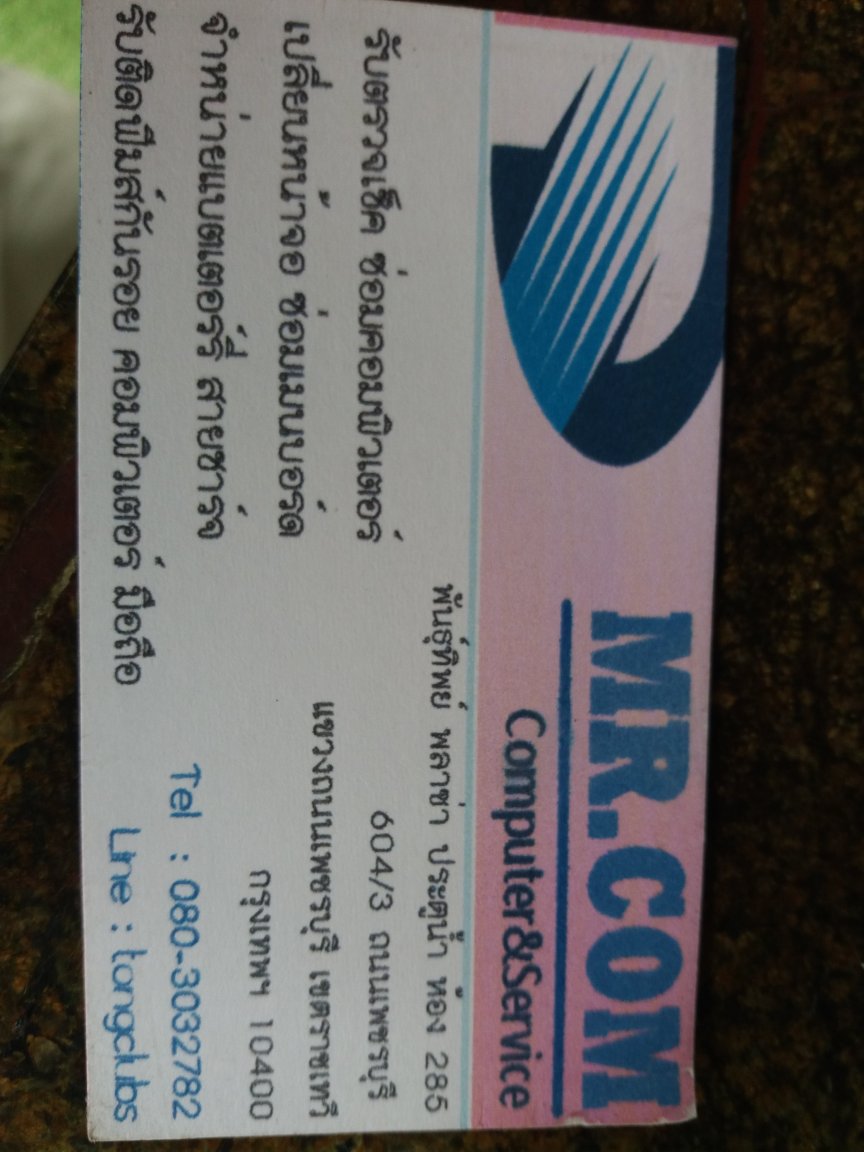 MR.COM
Computer&Service
พันธุ์ทิพย์ พลาซ่า ประตูน้ำ ห้อง 285
รับตรวจเช็ค ซ่อมคอมพิวเตอร์
604/3 ถนนเพชรบุรี
เปลี่ยนหน้าจอ ซ่อมเมนบอร์ด
แขวงถนนเพชรบุรี เขตราชเทวี
จำหน่ายแบตเตอร์รี่ สายชาร์จ
กรุงเทพฯ 10400
รับติดฟิมส์กันรอย คอมพิวเตอร์ มือถือ
Tel : 080-3032782
Line : tongclubs